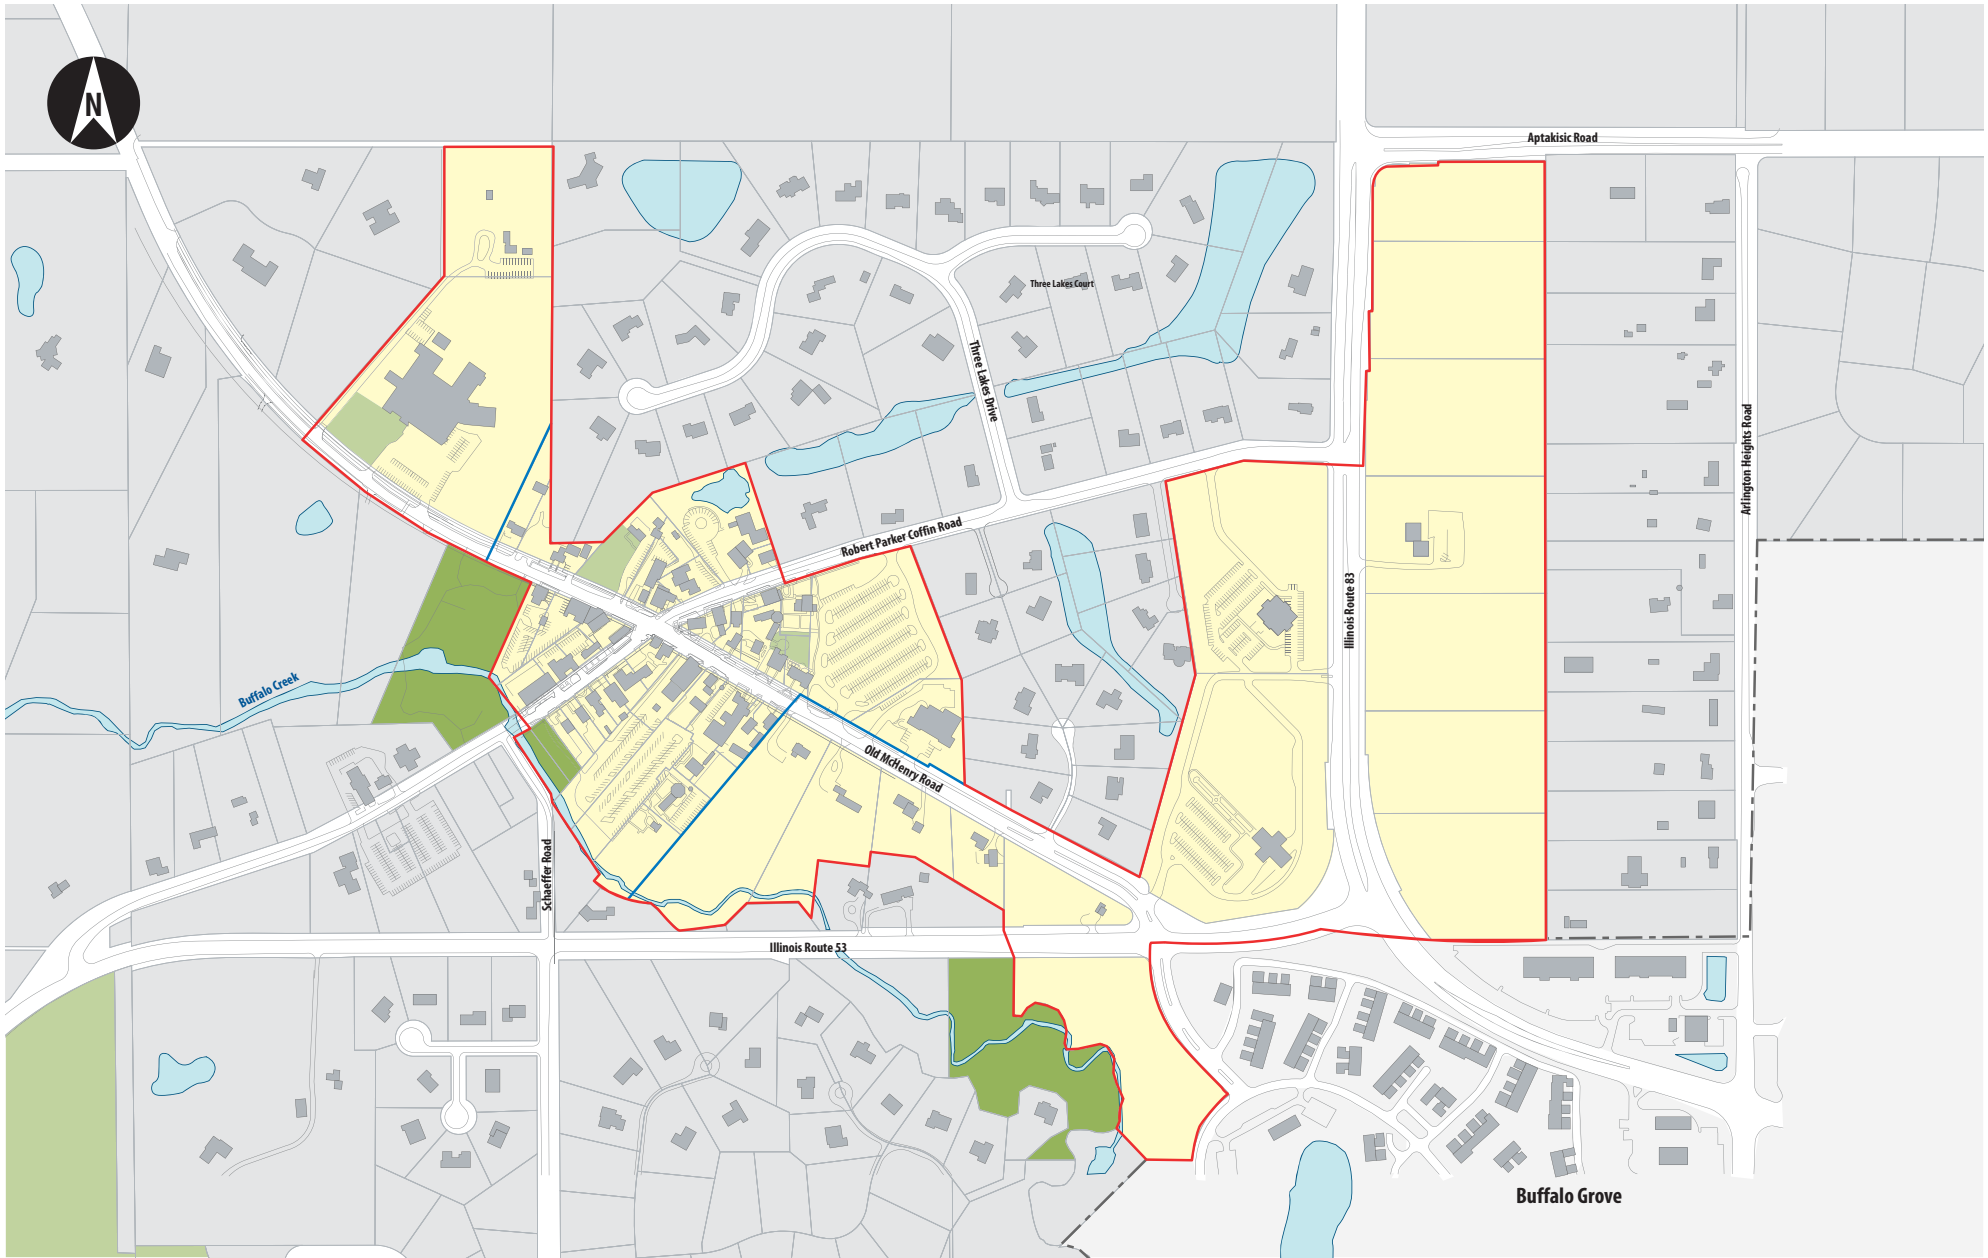 N
Aptakisic Road
Three Lakes Court
Three Lakes Drive
Arlington Heights Road
Robert Parker Coffin Road
Illinois Route 83
Buffalo Creek
Old McHenry Road
Schaeffer Road
Illinois Route 53
Buffalo Grove